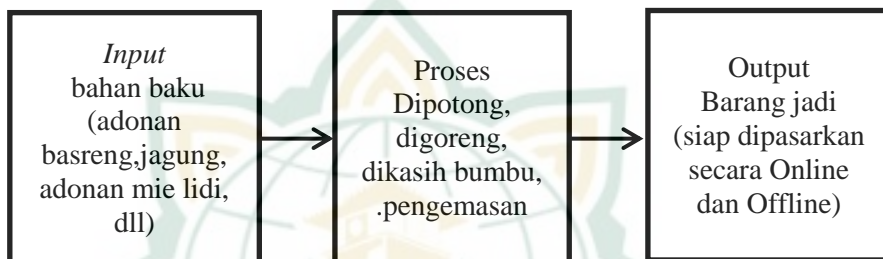 Input
bahan baku
(adonan
basreng,jagung,
adonan mie lidi,
dll)
Proses
Dipotong,
digoreng,
dikasih bumbu,
.pengemasan
Output
Barang jadi
(siap dipasarkan
secara Online
dan Offline)